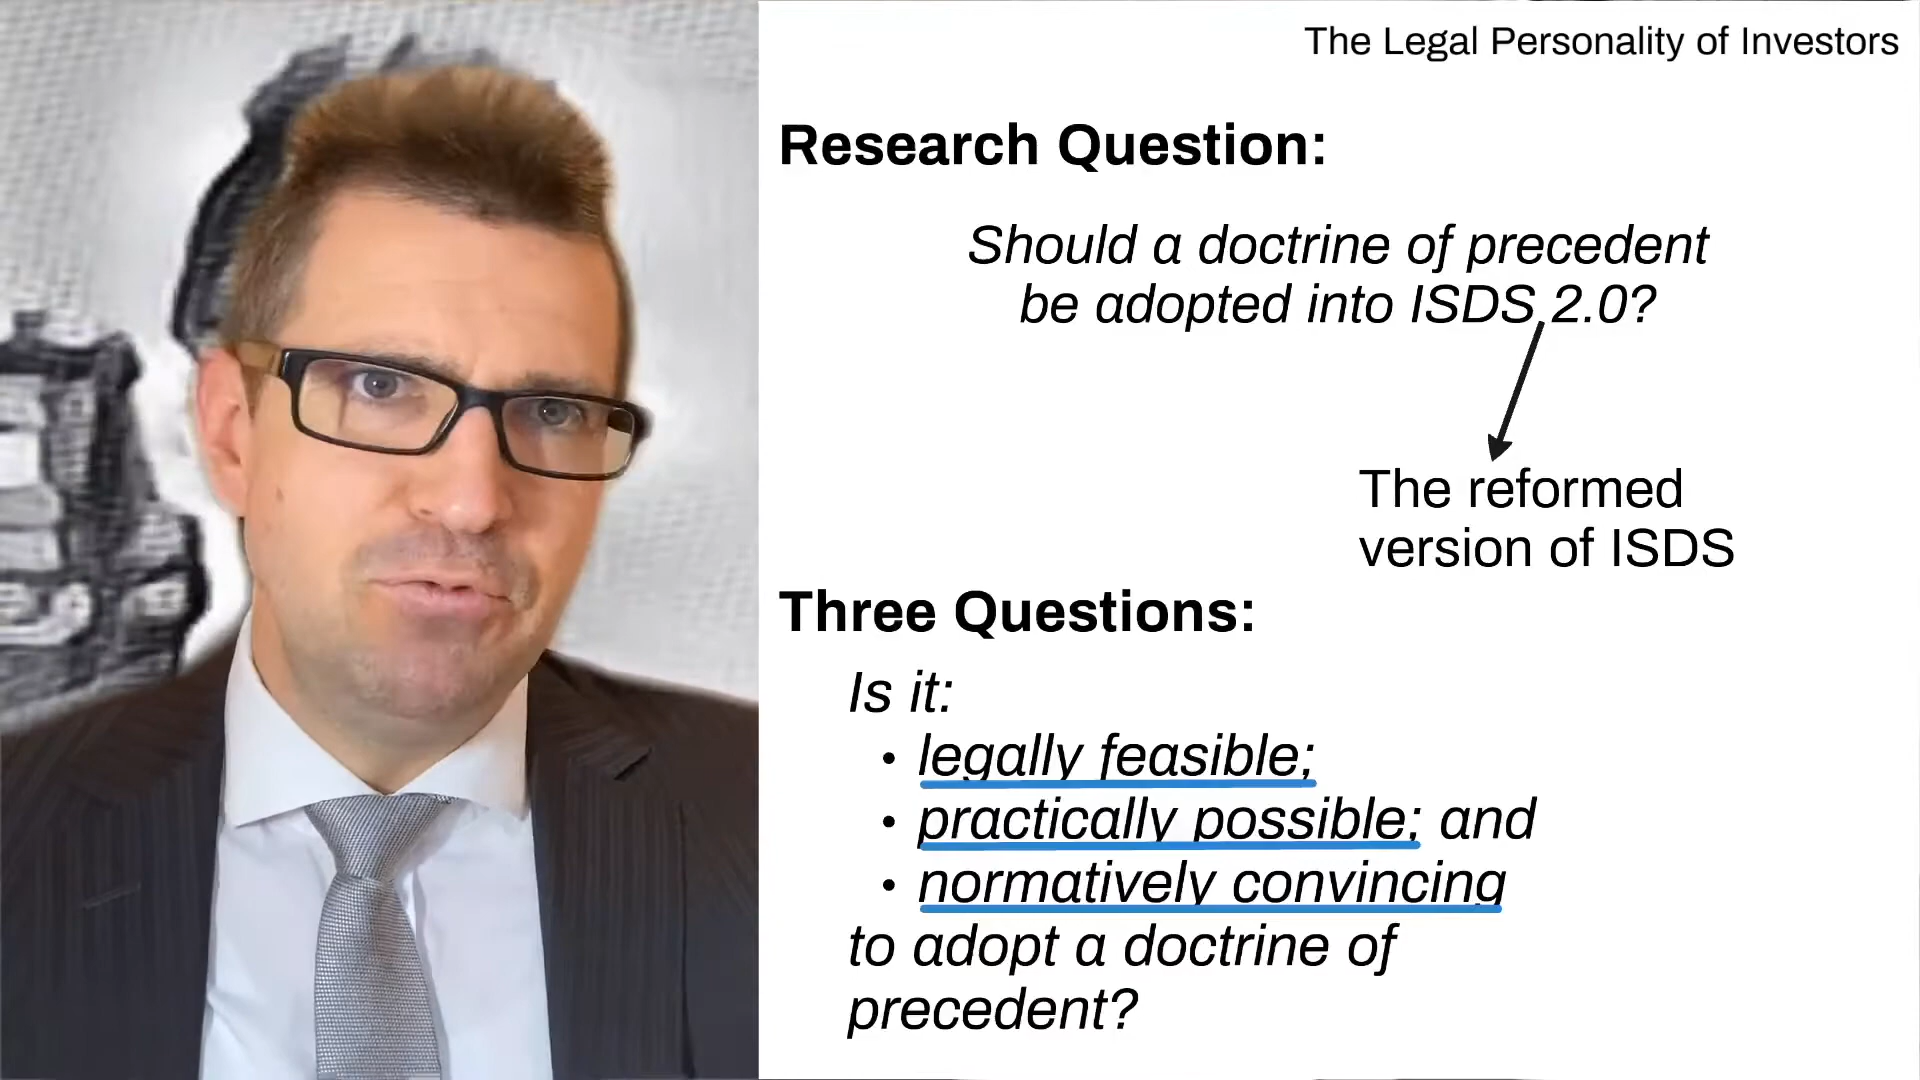 The Legal Personality of Investors
Research Question:
Should a doctrine of precedent
be adopted into ISDS 2.0?
The reformed
version of ISDS
Three Questions:
Is it:
• legally feasible;
• practically possible; and
• normatively convincing
to adopt a doctrine of
precedent?